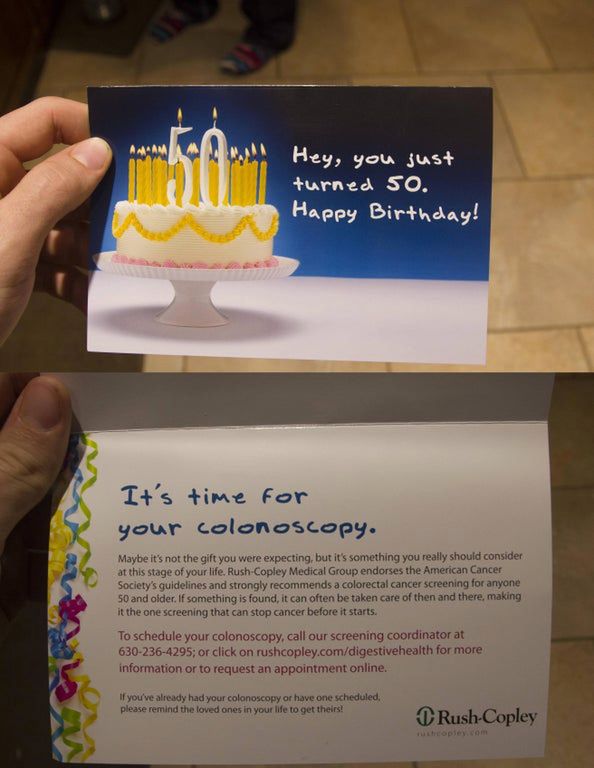 50
Hey, you just
turned 50.
Happy Birthday!
It's time for
your colonoscopy.
Maybe it's not the gift you were expecting, but it's something you really should consider
at this stage of your life. Rush-Copley Medical Group endorses the American Cancer
Society's guidelines and strongly recommends a colorectal cancer screening for anyone
50 and older. If something is found, it can often be taken care of then and there, making
it the one screening that can stop cancer before it starts.
To schedule your colonoscopy, call our screening coordinator at
630-236-4295; or click on rushcopley.com/digestivehealth for more
information or to request an appointment online.
If you've already had your colonoscopy or have one scheduled,
please remind the loved ones in your life to get theirs!
Rush-Copley
rushcopley.com